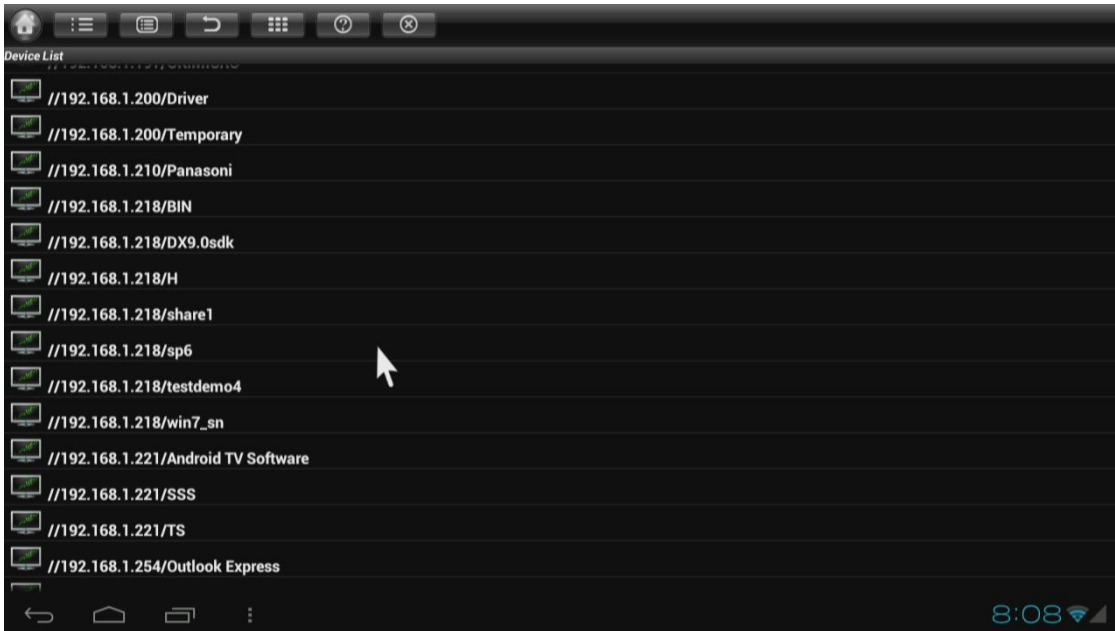 Device List
//192.168.1.200/Driver
//192.168.1.200/Temporary
//192.168.1.210/Panasoni
//192.168.1.218/BIN
//192.168.1.218/DX9.0sdk
//192.168.1.218/H
//192.168.1.218/share1
//192.168.1.218/sp6
//192.168.1.218/testdemo4
//192.168.1.218/win7_sn
//192.168.1.221/Android TV Software
//192.168.1.221/SSS
//192.168.1.221/TS
//192.168.1.254/Outlook Express
8:08